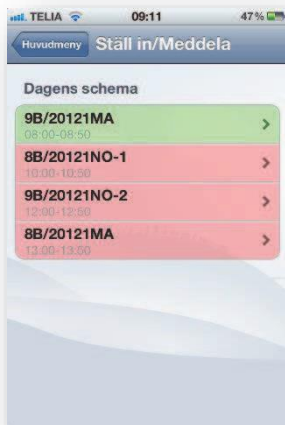 TELIA 09:11 47%
Huvudmeny Ställ in/Meddela
Dagens schema
9B/20121MA
08:00-08:50
8B/20121NO-1
10:00-10:50
9B/20121NO-2
12:00-12:50
8B/20121MA
13:00-13:50